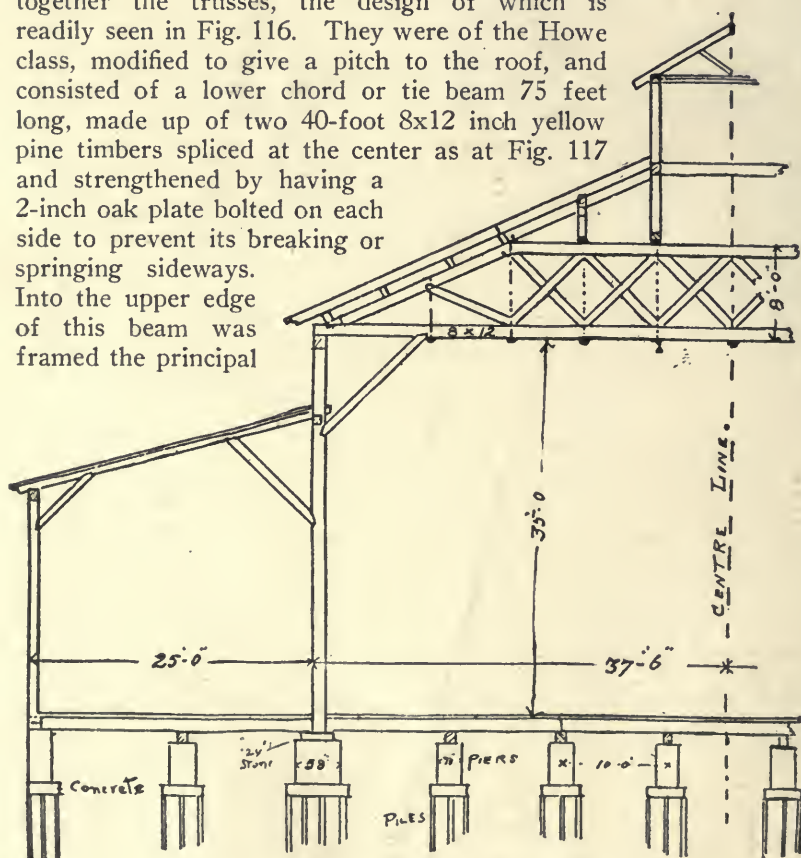 together the trusses, the design of which is
readily seen in Fig. 116. They were of the Howe
class, modified to give a pitch to the roof, and
consisted of a lower chord or tie beam 75 feet
long, made up of two 40-foot 8x12 inch yellow
pine timbers spliced at the center as at Fig. 117
and strengthened by having a
2-inch oak plate bolted on each
side to prevent its breaking or
springing sideways.
Into the upper edge
of this beam was
framed the principal
8'-0"
8 x 12
35-0
CENTRE LINE.
25'-0"
37'-6"
24"
STONE
58"
PIERS
10-0
Concrete
PILES